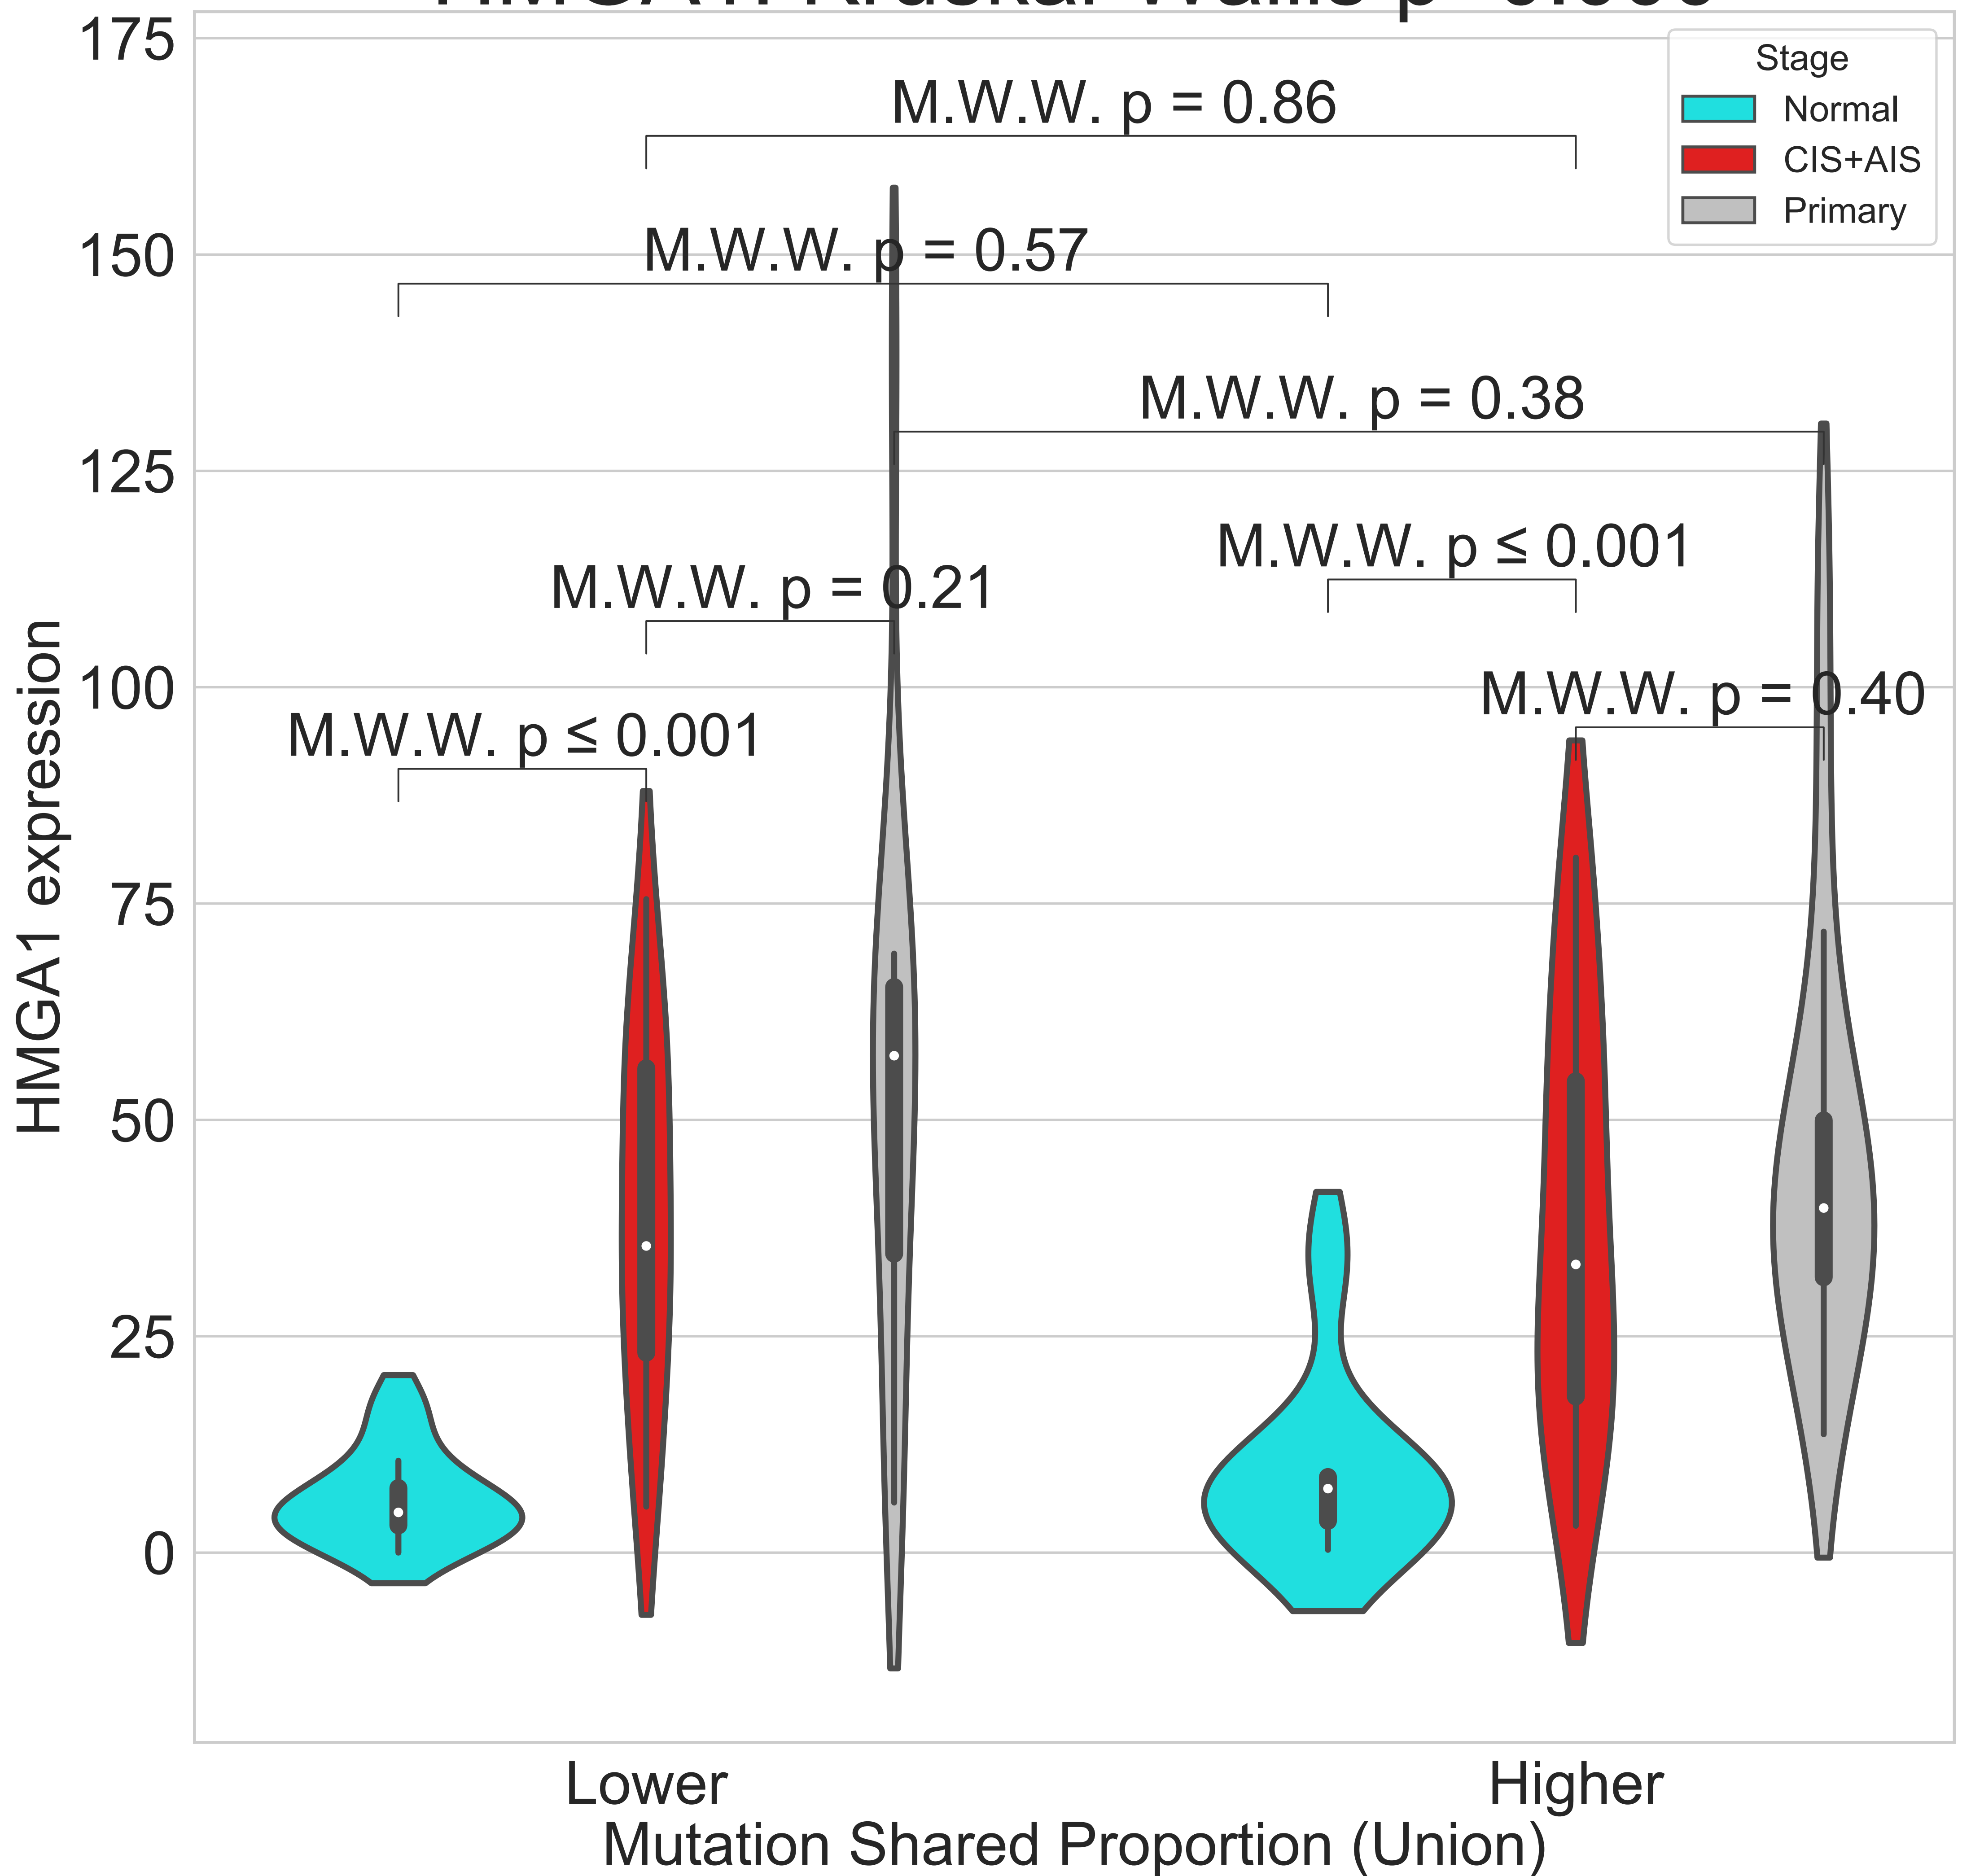 175
150
125
100
75
50
25
0
HMGA1 expression
Stage
Normal
CIS+AIS
Primary
M.W.W. p = 0.86
M.W.W. p = 0.57
M.W.W. p = 0.38
M.W.W. p = 0.21
M.W.W. p ≤ 0.001
M.W.W. p ≤ 0.001
M.W.W. p = 0.40
Lower
Higher
Mutation Shared Proportion (Union)